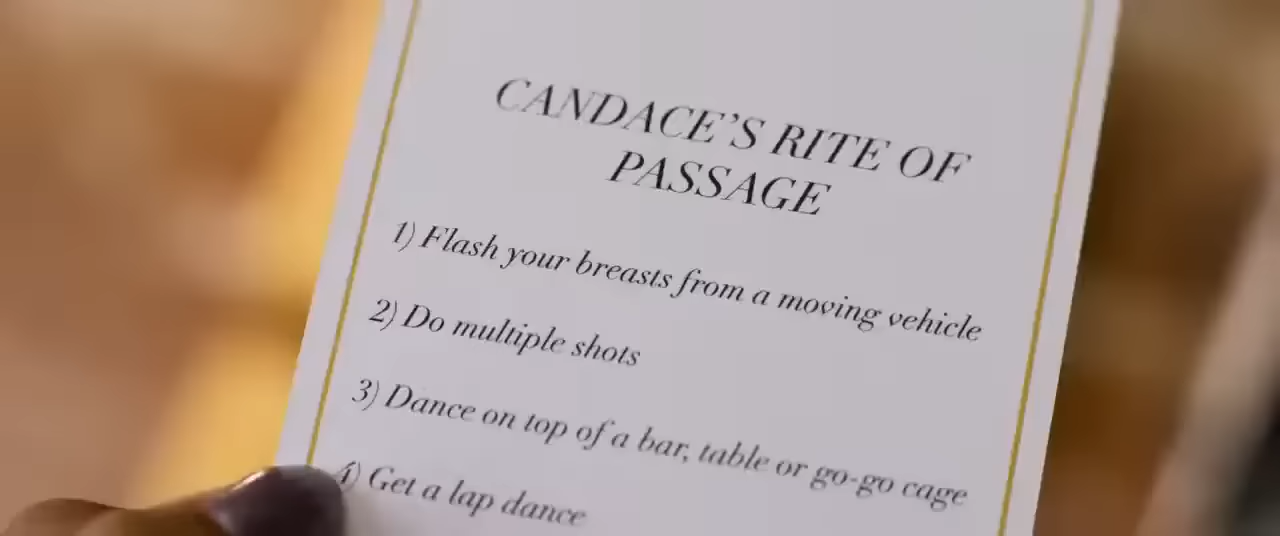 CANDACE'S RITE OF
PASSAGE
1) Flash your breasts from a moving vehicle
2) Do multiple shots
3) Dance on top of a bar, table or go-go cage
4) Get a lap dance